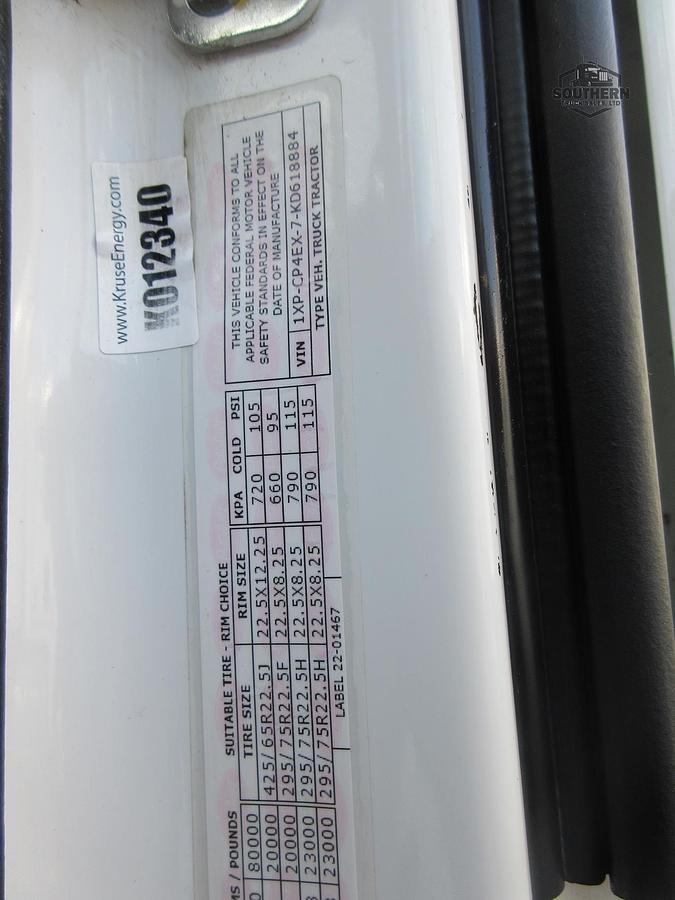 SOUTHERN
www.KruseEnergy.com
K012340
THIS VEHICLE CONFORMS TO ALL
APPLICABLE FEDERAL MOTOR VEHICLE
SAFETY STANDARDS IN EFFECT ON THE
DATE OF MANUFACTURE
VIN 1XP-CP4EX-7-KD618884
TYPE VEH. TRUCK TRACTOR
SUITABLE TIRE - RIM CHOICE
MS / POUNDS TIRE SIZE RIM SIZE KPA COLD PSI
0 80000 425/65R22.5J 22.5X12.25 720 105
20000 295/75R22.5F 22.5X8.25 660 95
20000 295/75R22.5H 22.5X8.25 790 115
23000 295/75R22.5H 22.5X8.25 790 115
23000
LABEL 22-01467